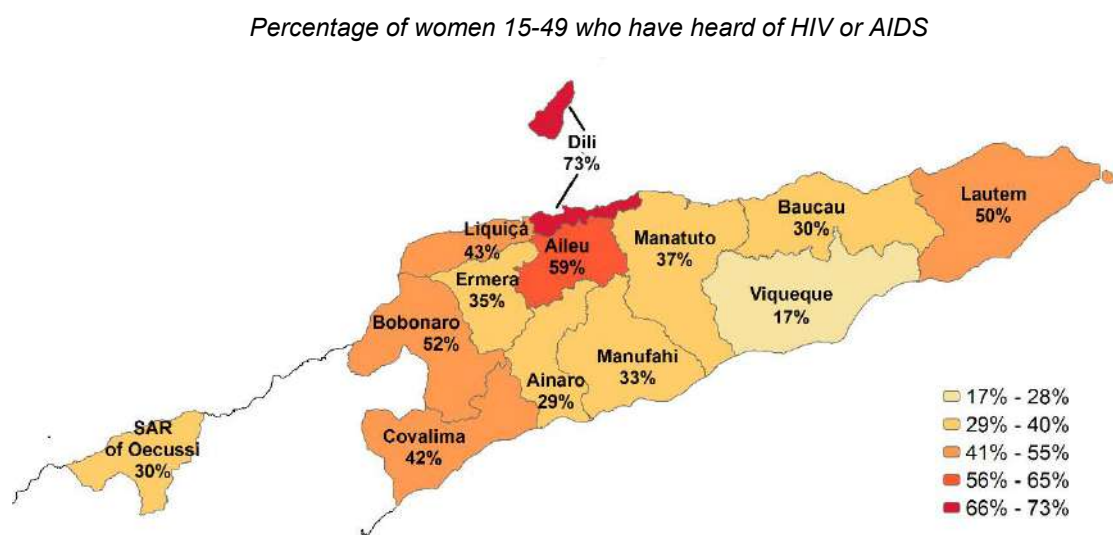 Percentage of women 15-49 who have heard of HIV or AIDS
Dili
73%
Lautem
50%
Baucau
30%
Liquiçá
43%
Aileu
59%
Manatuto
37%
Ermera
35%
Viqueque
17%
Bobonaro
52%
Manufahi
33%
Ainaro
29%
SAR
of Oecussi
30%
Covalima
42%
17% - 28%
29% - 40%
41% - 55%
56% - 65%
66% - 73%